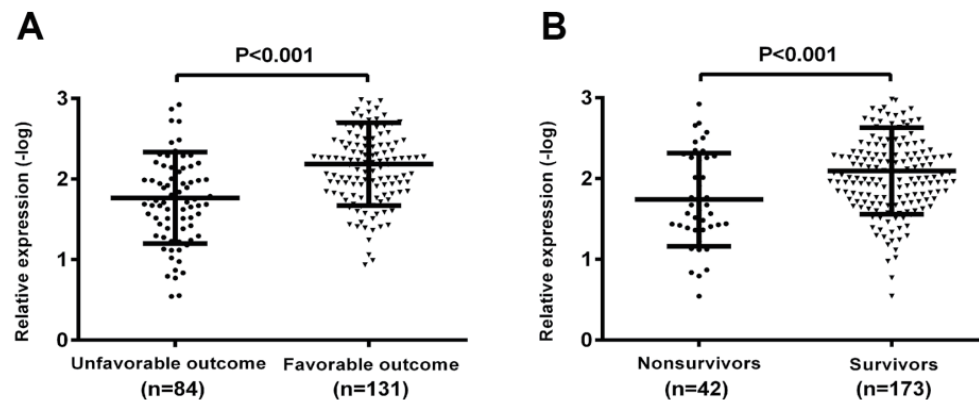 A
P<0.001
Relative expression (-log)
3
2
1
0
Unfavorable outcome
(n=84)
Favorable outcome
(n=131)
B
P<0.001
Relative expression (-log)
3
2
1
0
Nonsurvivors
(n=42)
Survivors
(n=173)